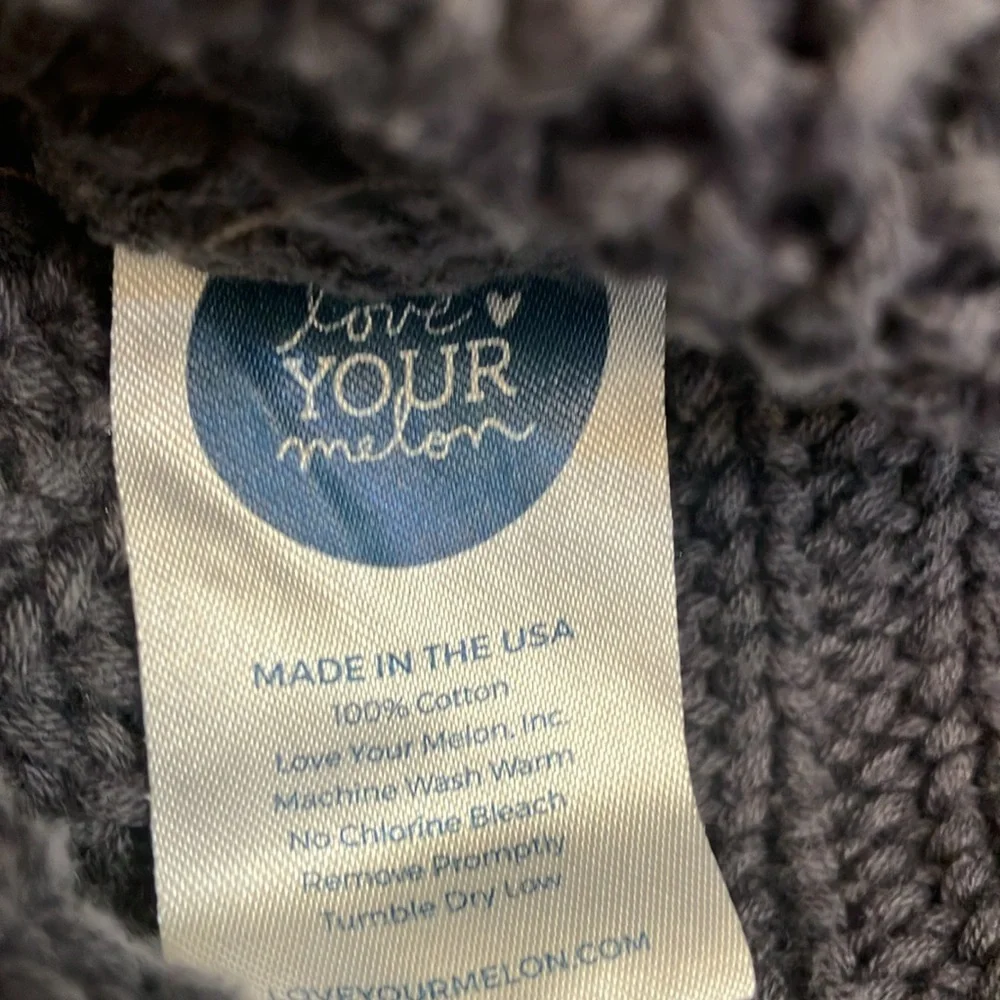 love
YOUR
melon
MADE IN THE USA
100% Cotton
Love Your Melon, Inc.
Machine Wash Warm
No Chlorine Bleach
Remove Promptly
Tumble Dry Low
LOVEYOURMELON.COM